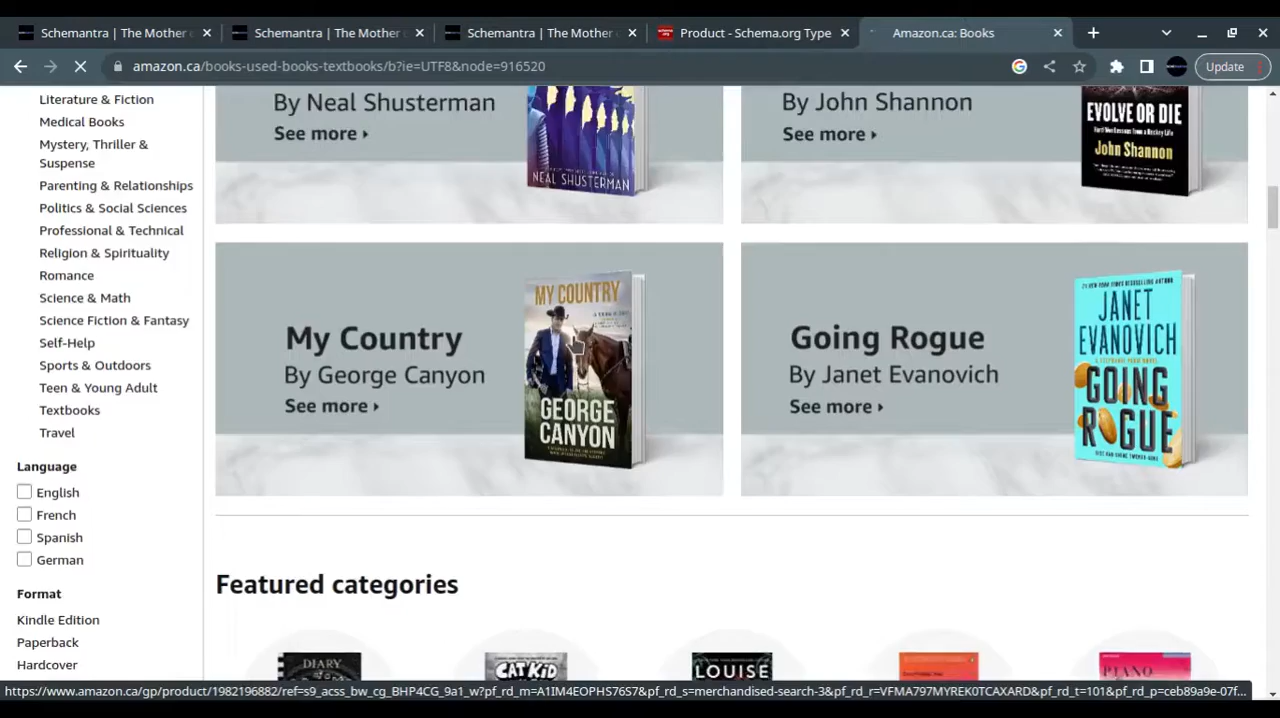 Schemantra | The Mother o
Schemantra | The Mother o
Schemantra | The Mother o
Product - Schema.org Type
Amazon.ca: Books
amazon.ca/books-used-books-textbooks/b?ie=UTF8&node=916520
Update
Literature & Fiction
Medical Books
Mystery, Thriller &
Suspense
Parenting & Relationships
Politics & Social Sciences
Professional & Technical
Religion & Spirituality
Romance
Science & Math
Science Fiction & Fantasy
Self-Help
Sports & Outdoors
Teen & Young Adult
Textbooks
Travel
Language
English
French
Spanish
German
Format
Kindle Edition
Paperback
Hardcover
By Neal Shusterman
See more
NEAL SHUSTERMAN
By John Shannon
See more
EVOLVE OR DIE
Hard-Won Lessons from a Hockey Life
John Shannon
My Country
By George Canyon
See more
MY COUNTRY
GEORGE
CANYON
Going Rogue
By Janet Evanovich
See more
JANET
EVANOVICH
GOING
ROGUE
Featured categories
DIARY
CAT KID
LOUISE
PIANO
https://www.amazon.ca/gp/product/1982196882/ref=s9_acss_bw_cg_BHP4CG_9a1_w?pf_rd_m=A1IM4EOPHS76S7&pf_rd_s=merchandised-search-3&pf_rd_r=VFMA797MYREK0TCAXARD&pf_rd_t=101&pf_rd_p=ceb89a9e-07f...